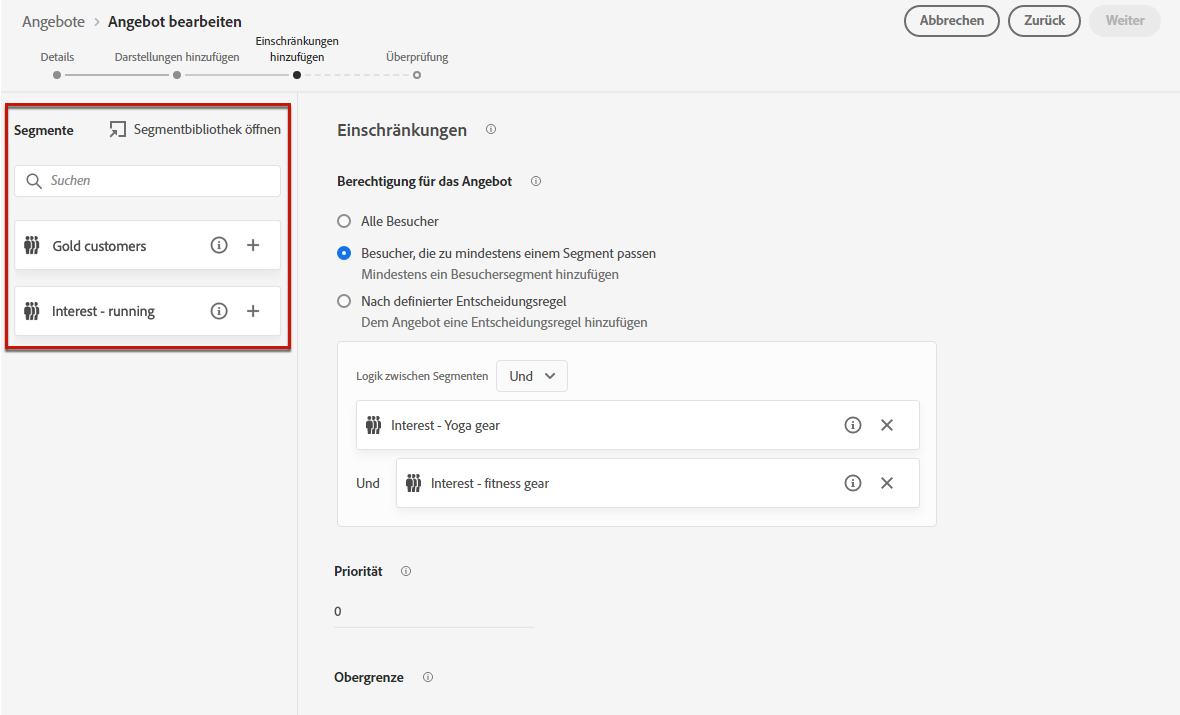 Angebote > Angebot bearbeiten
Abbrechen
Zurück
Weiter
Details
Darstellungen hinzufügen
Einschränkungen
hinzufügen
Überprüfung
Segmente
Segmentbibliothek öffnen
Suchen
Gold customers
Interest - running
Einschränkungen
Berechtigung für das Angebot
Alle Besucher
Besucher, die zu mindestens einem Segment passen
Mindestens ein Besuchersegment hinzufügen
Nach definierter Entscheidungsregel
Dem Angebot eine Entscheidungsregel hinzufügen
Logik zwischen Segmenten Und
Interest - Yoga gear
Und Interest - fitness gear
Priorität
0
Obergrenze